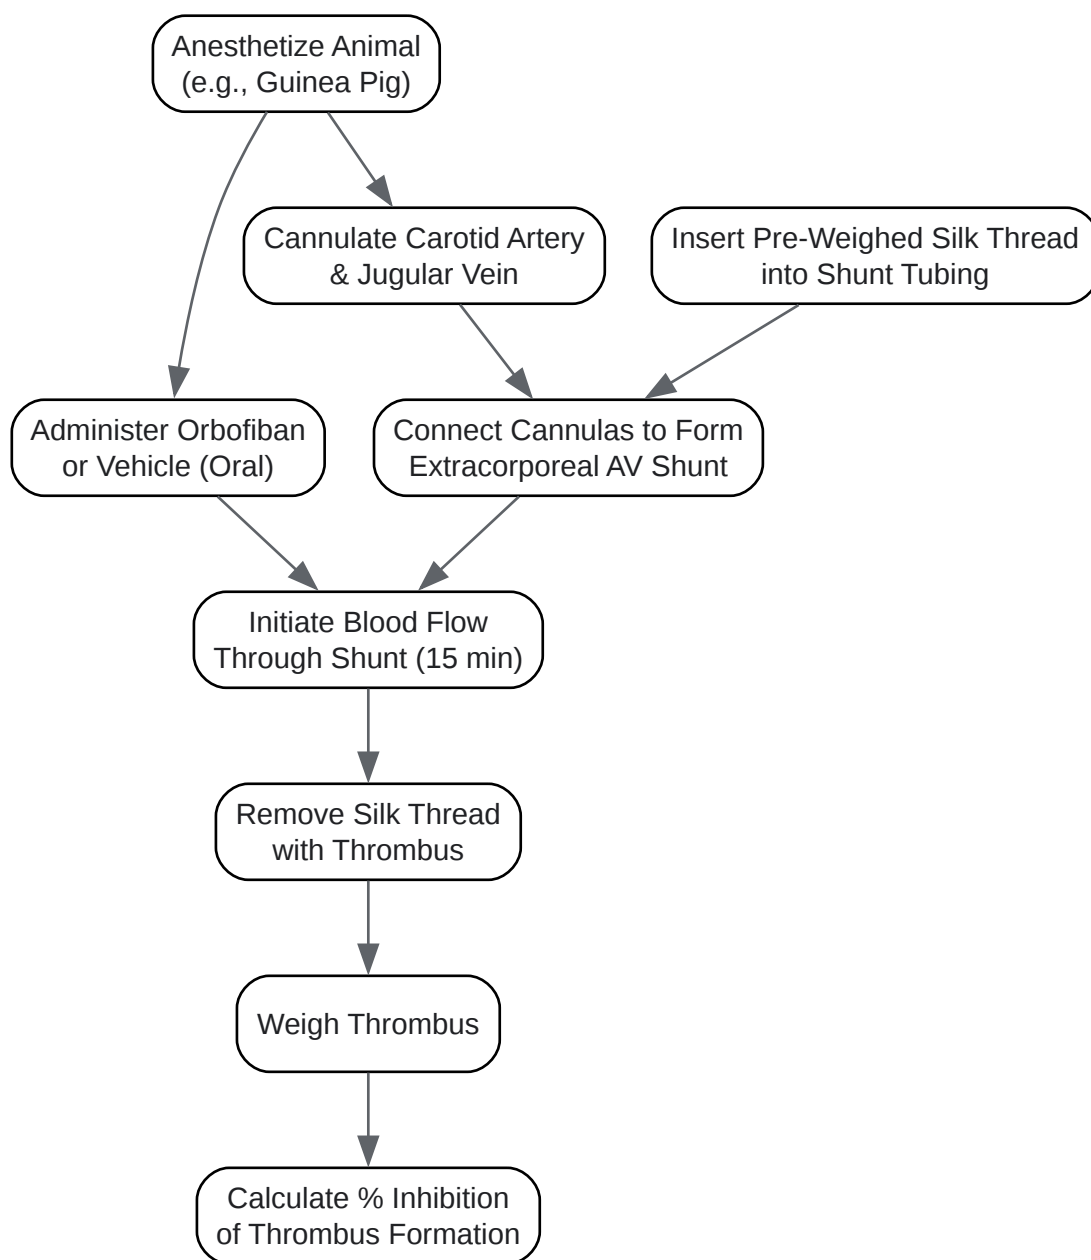 Anesthetize Animal
(e.g., Guinea Pig)
Cannulate Carotid Artery
& Jugular Vein
Insert Pre-Weighed Silk Thread
into Shunt Tubing
Administer Orbofiban
or Vehicle (Oral)
Connect Cannulas to Form
Extracorporeal AV Shunt
Initiate Blood Flow
Through Shunt (15 min)
Remove Silk Thread
with Thrombus
Weigh Thrombus
Calculate % Inhibition
of Thrombus Formation